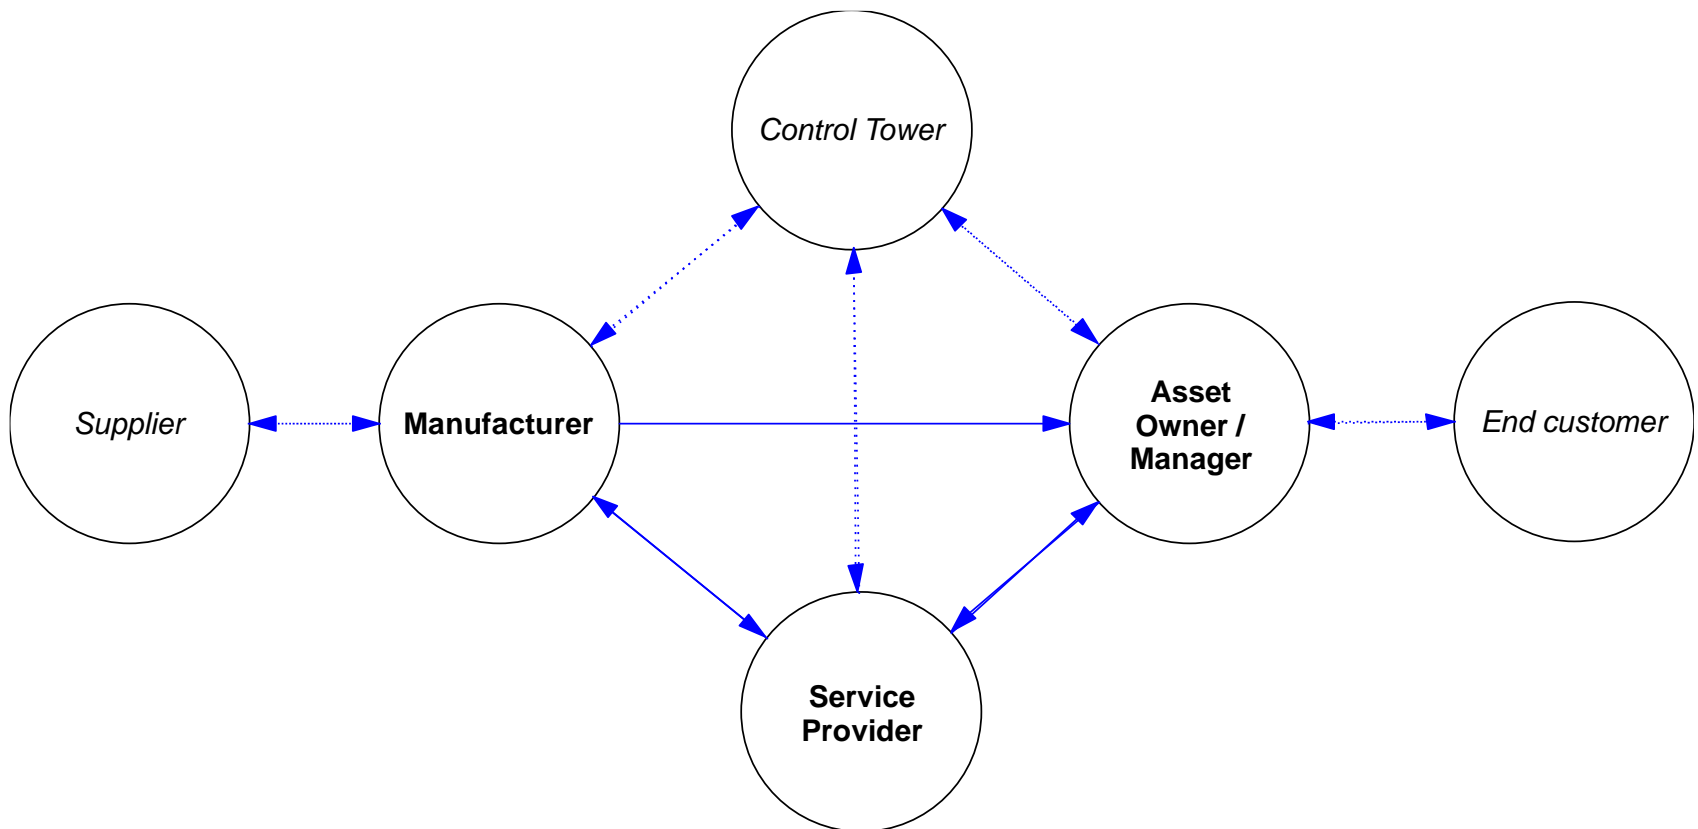 Control Tower
Supplier
Manufacturer
Asset
Owner /
Manager
End customer
Service
Provider